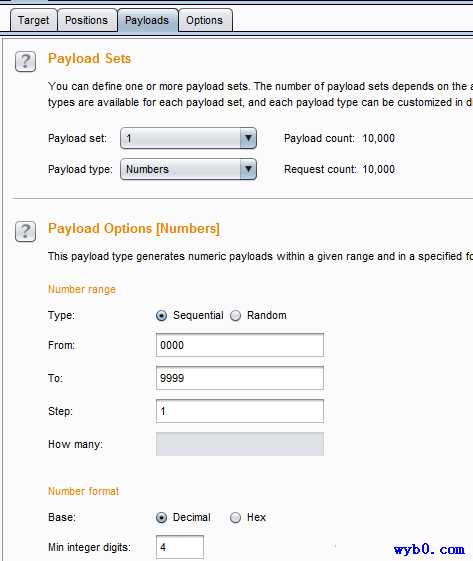 Target Positions Payloads Options
? Payload Sets
You can define one or more payload sets. The number of payload sets depends on the a
types are available for each payload set, and each payload type can be customized in d
Payload set: 1 Payload count: 10,000
Payload type: Numbers Request count: 10,000
? Payload Options [Numbers]
This payload type generates numeric payloads within a given range and in a specified fo
Number range
Type: Sequential Random
From: 0000
To: 9999
Step: 1
How many:
Number format
Base: Decimal Hex
Min integer digits: 4
wyb0.com